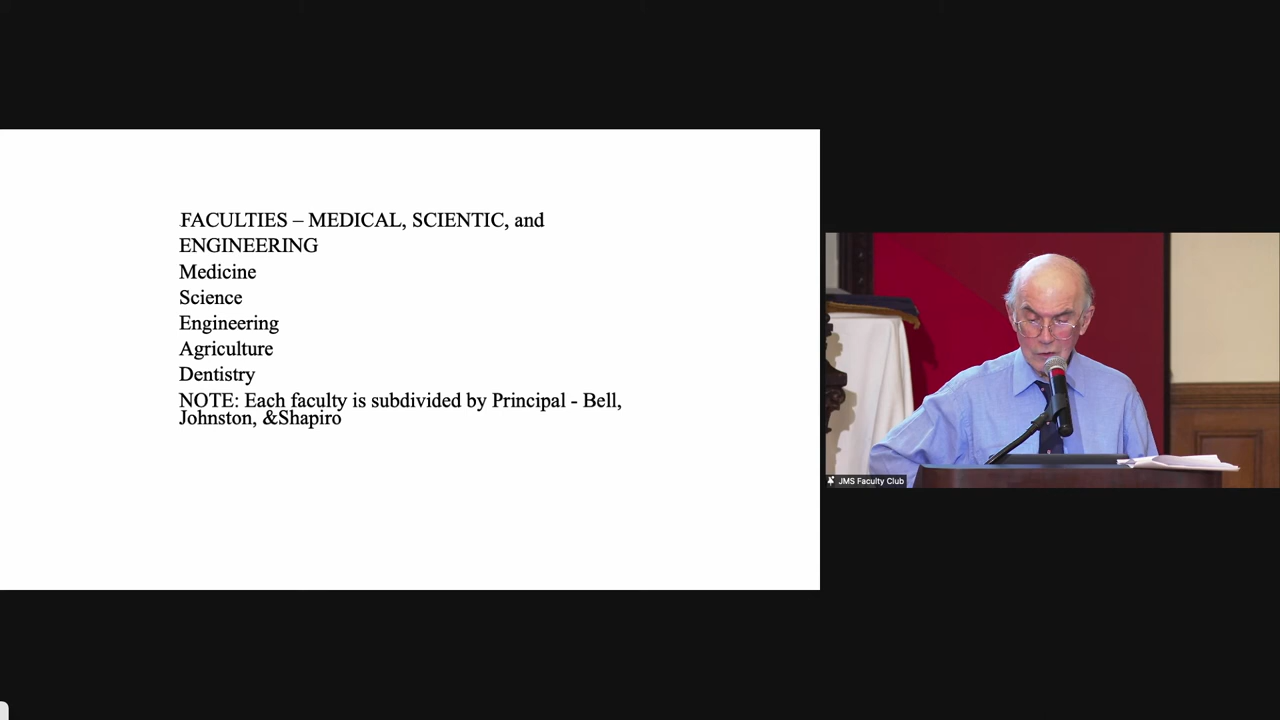 FACULTIES – MEDICAL, SCIENTIC, and
ENGINEERING
Medicine
Science
Engineering
Agriculture
Dentistry
NOTE: Each faculty is subdivided by Principal - Bell,
Johnston, &Shapiro
JMS Faculty Club